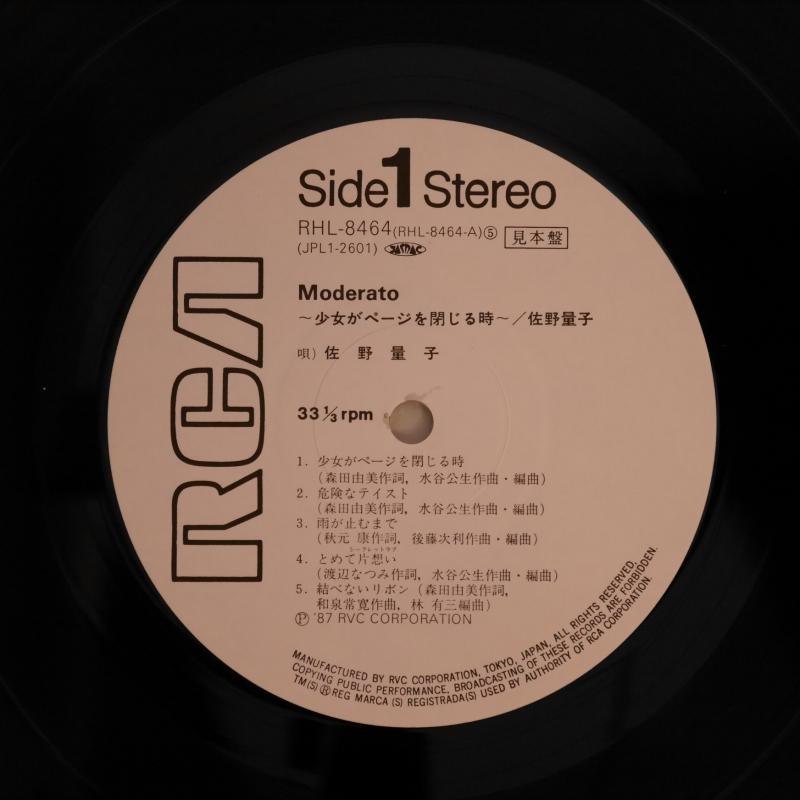 RCA
Side 1 Stereo
RHL-8464(RHL-8464-A)⑤ 見本盤
(JPL1-2601) JASRAC
Moderato
〜少女がページを閉じる時〜/佐野量子
唄) 佐野量子
33 1/3 rpm
1. 少女がページを閉じる時
(森田由美作詞, 水谷公生作曲・編曲)
2. 危険なテイスト
(森田由美作詞, 水谷公生作曲・編曲)
3. 雨が止むまで
(秋元 康作詞, 後藤次利作曲・編曲)
シークレットラブ
4. とめて片想い
(渡辺なつみ作詞, 水谷公生作曲・編曲)
5. 結べないリボン (森田由美作詞,
和泉常寛作曲, 林 有三編曲)
Ⓟ '87 RVC CORPORATION
MANUFACTURED BY RVC CORPORATION, TOKYO, JAPAN, ALL RIGHTS RESERVED.
COPYING PUBLIC PERFORMANCE, BROADCASTING OF THESE RECORDS ARE FORBIDDEN.
TM(S) ® REG MARCA (S) REGISTRADA(S) USED BY AUTHORITY OF RCA CORPORATION.